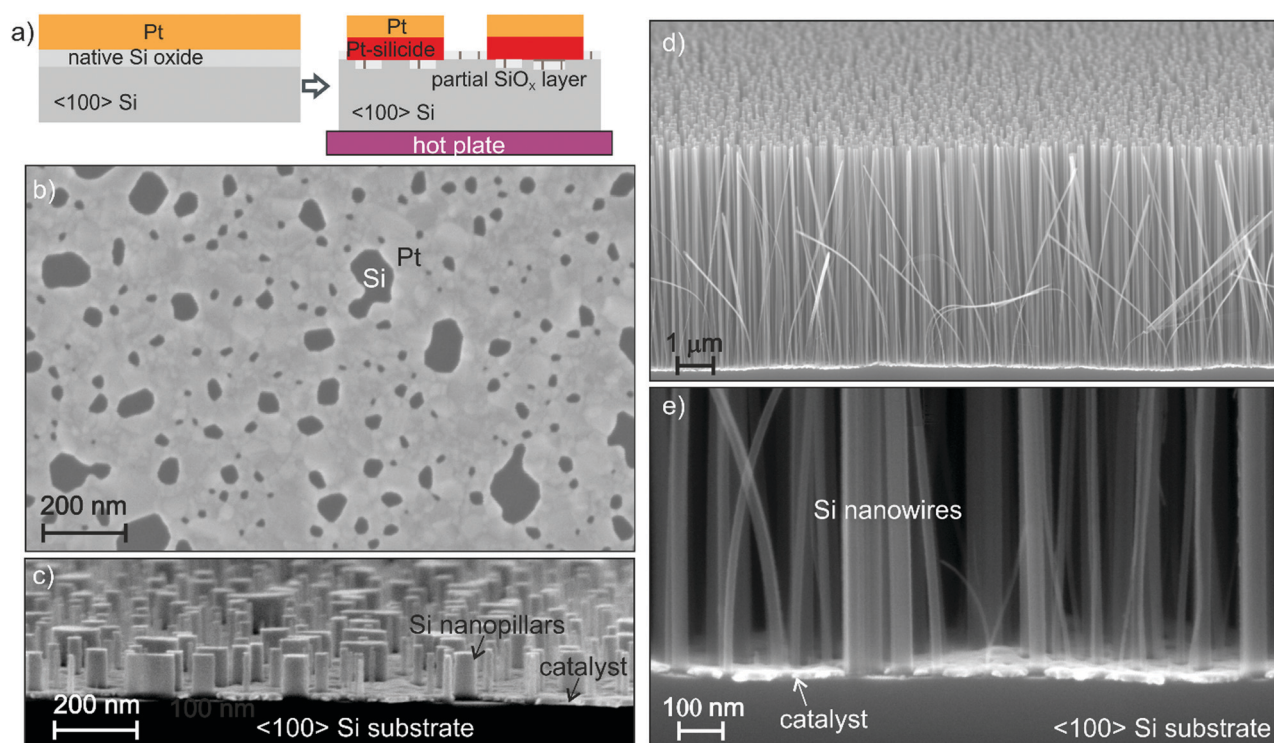 a)
Pt
native Si oxide
<100> Si
Pt
Pt-silicide
partial SiOₓ layer
<100> Si
hot plate
b)
Pt
Si
200 nm
c)
Si nanopillars
catalyst
200 nm
100 nm
<100> Si substrate
d)
1 μm
e)
Si nanowires
100 nm
catalyst
<100> Si substrate